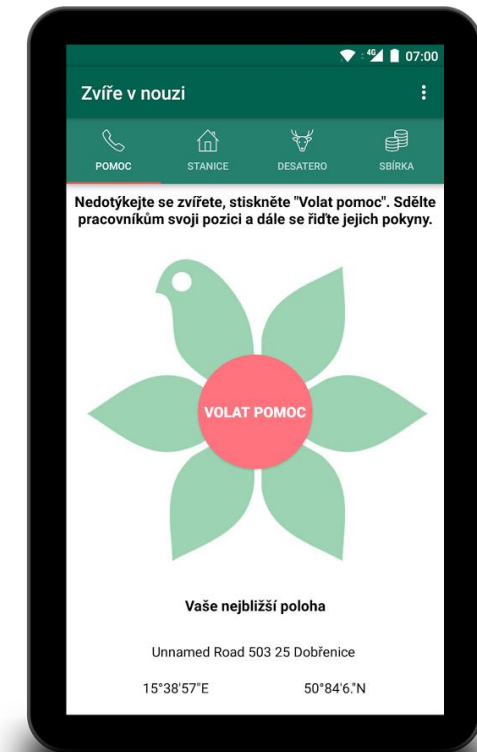 4G 07:00
Zvíře v nouzi
POMOC STANICE DESATERO SBÍRKA
Nedotýkejte se zvířete, stiskněte "Volat pomoc". Sdělte
pracovníkům svoji pozici a dále se řiďte jejich pokyny.
VOLAT POMOC
Vaše nejbližší poloha
Unnamed Road 503 25 Dobřenice
15°38'57"E 50°84'6."N